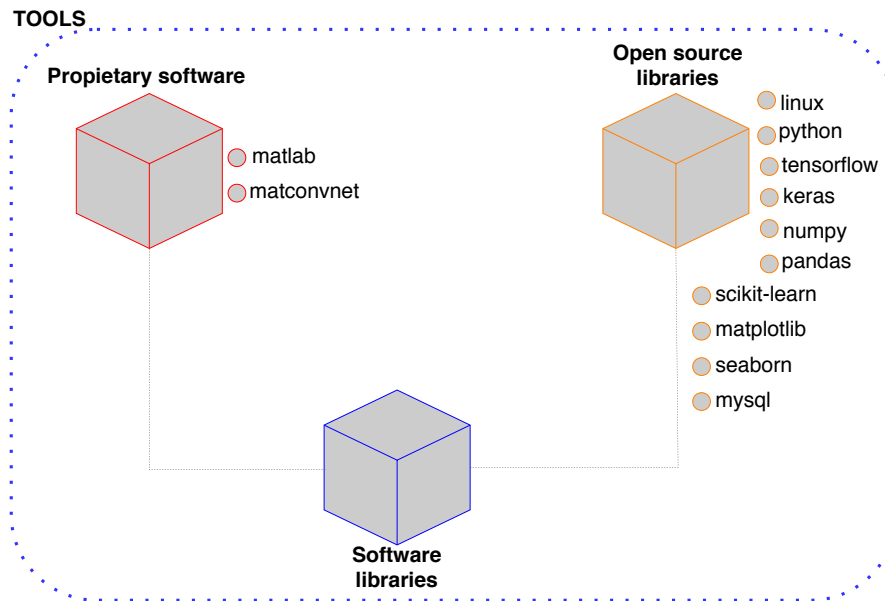 TOOLS
Propietary software
matlab
matconvnet
Open source
libraries
linux
python
tensorflow
keras
numpy
pandas
scikit-learn
matplotlib
seaborn
mysql
Software
libraries